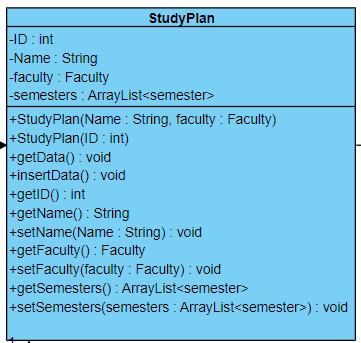 StudyPlan
-ID : int
-Name : String
-faculty : Faculty
-semesters : ArrayList<semester>
+StudyPlan(Name : String, faculty : Faculty)
+StudyPlan(ID : int)
+getData() : void
+insertData() : void
+getID() : int
+getName() : String
+setName(Name : String) : void
+getFaculty() : Faculty
+setFaculty(faculty : Faculty) : void
+getSemesters() : ArrayList<semester>
+setSemesters(semesters : ArrayList<semester>) : void